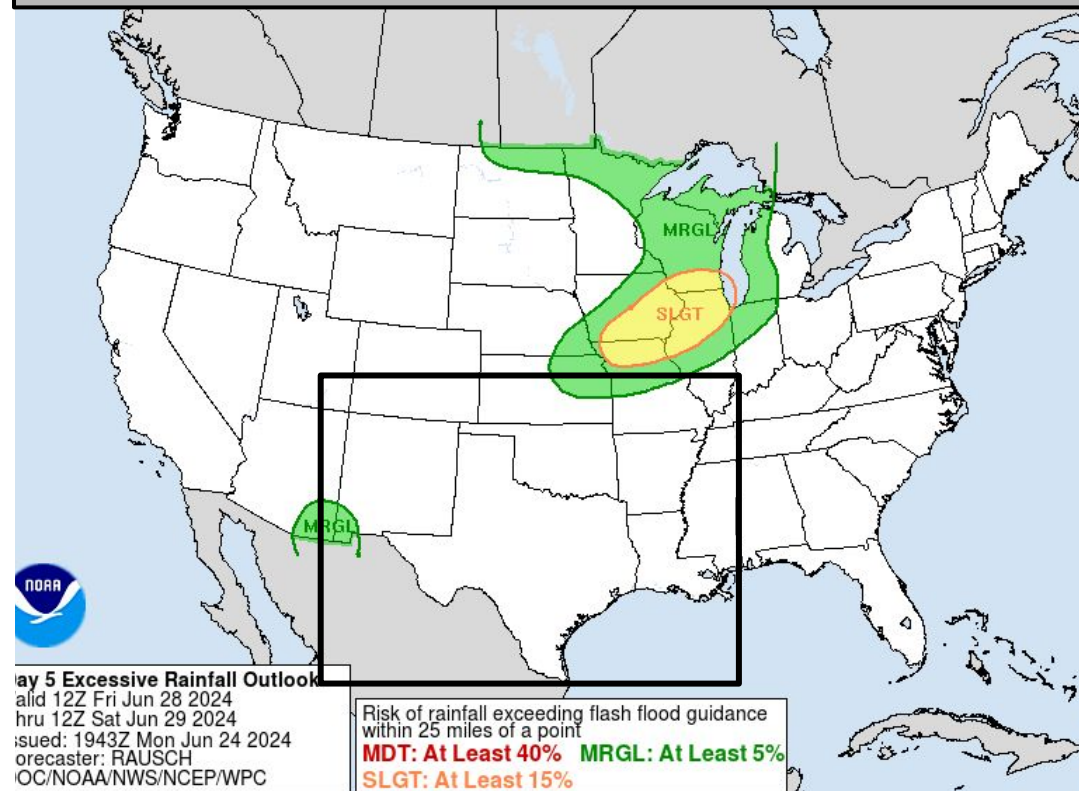 MRGL
SLGT
MRGL
NOAA
ay 5 Excessive Rainfall Outlook
alid 12Z Fri Jun 28 2024
hru 12Z Sat Jun 29 2024
ssued: 1943Z Mon Jun 24 2024
orecaster: RAUSCH
OC/NOAA/NWS/NCEP/WPC
Risk of rainfall exceeding flash flood guidance
within 25 miles of a point
MDT: At Least 40% MRGL: At Least 5%
SLGT: At Least 15%